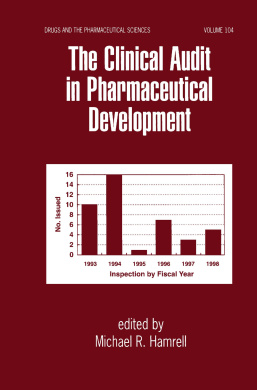 DRUGS AND THE PHARMACEUTICAL SCIENCES VOLUME 104
The Clinical Audit
in Pharmaceutical
Development
16
14
12
10
8
6
4
2
0
No. Issued
1993 1994 1995 1996 1997 1998
Inspection by Fiscal Year
edited by
Michael R. Hamrell